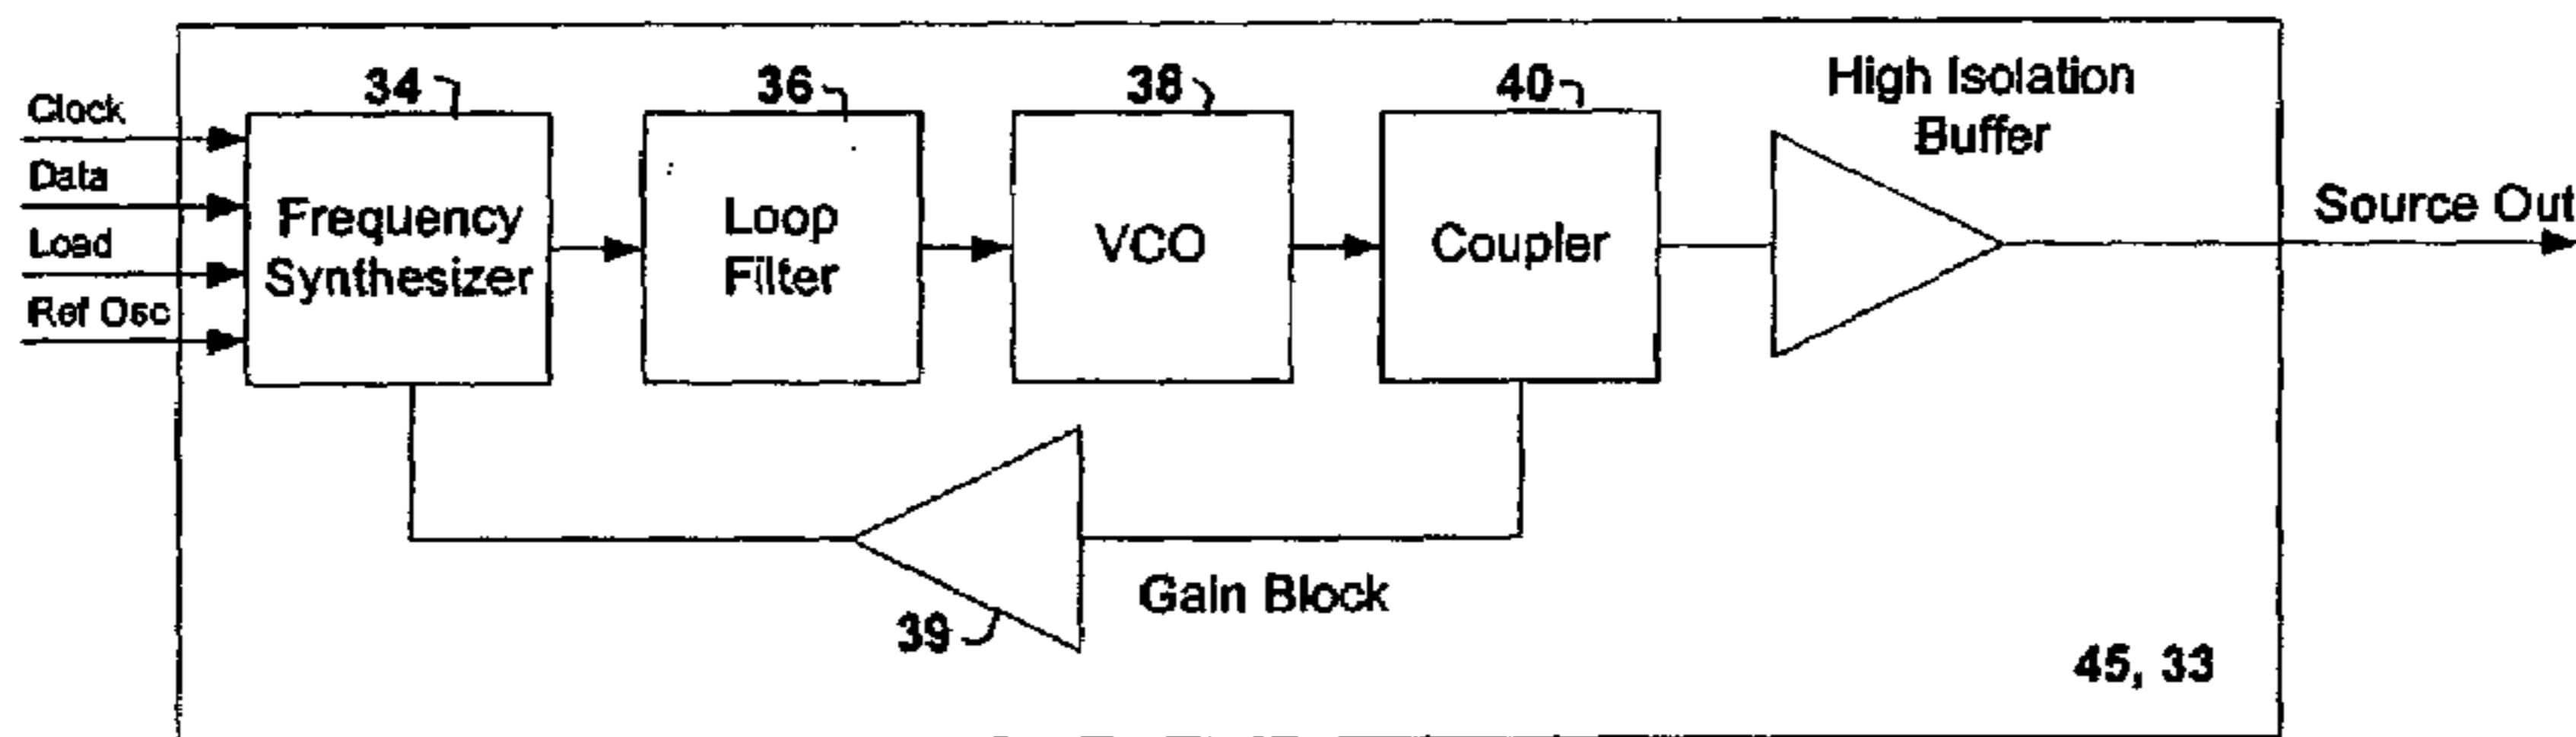 34
36
38
40
High Isolation
Buffer
Clock
Data
Load
Ref Osc
Frequency
Synthesizer
Loop
Filter
VCO
Coupler
Source Out
Gain Block
39
45, 33